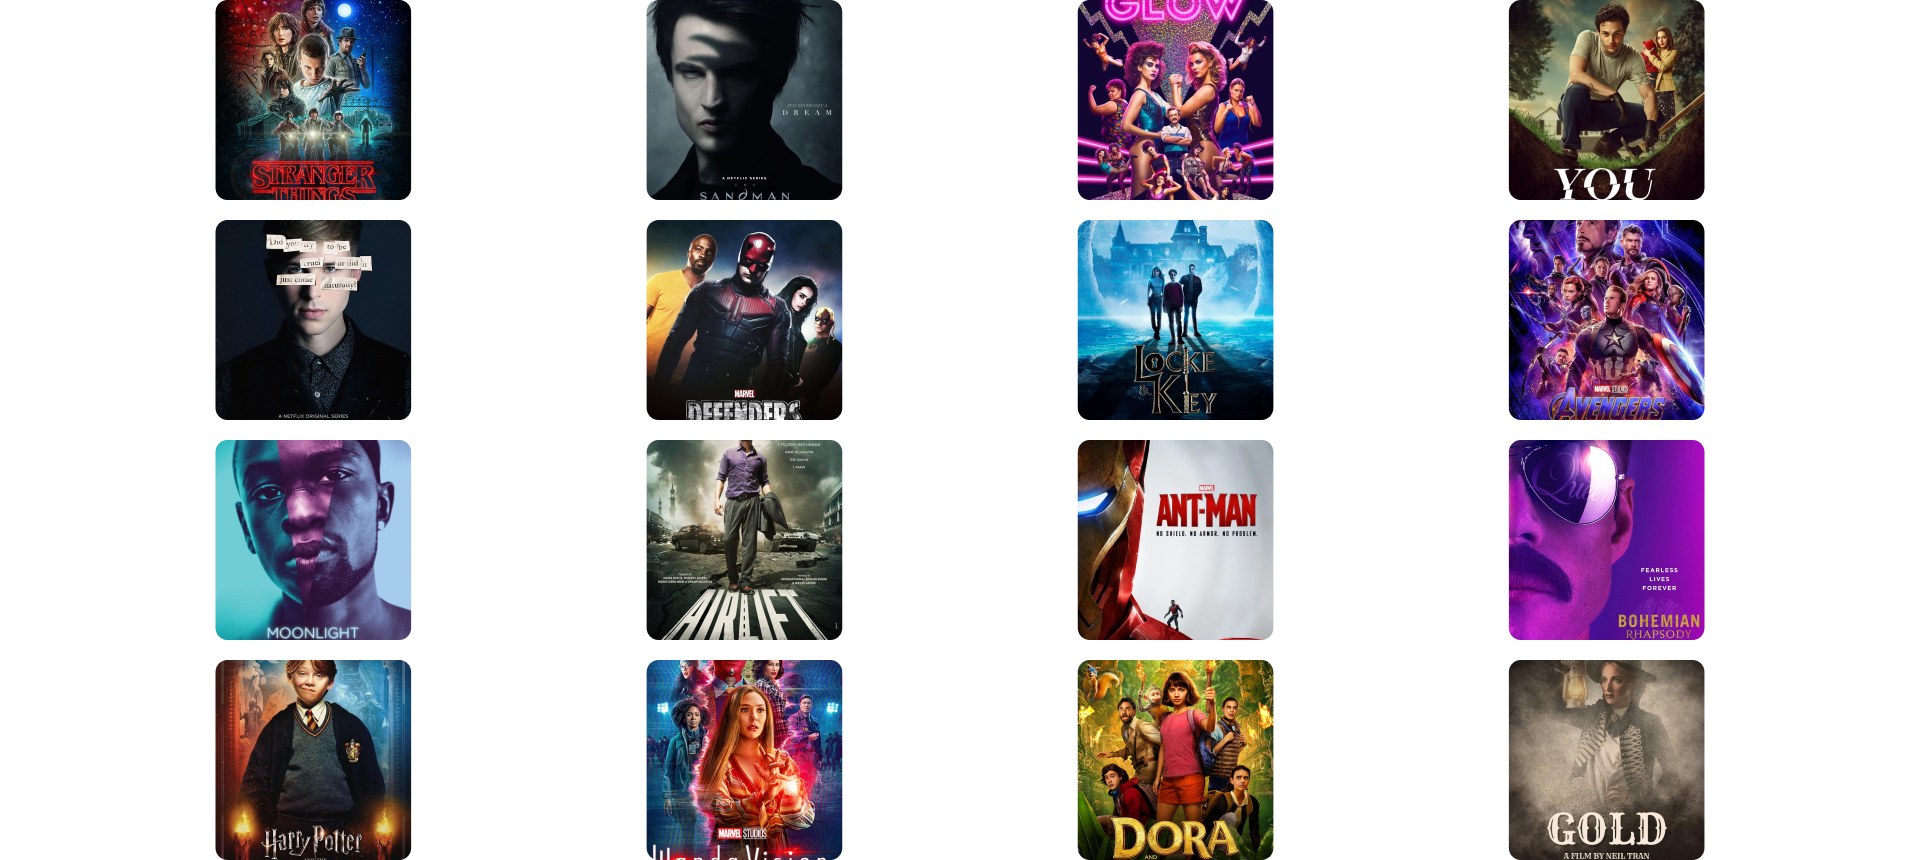 STRANGER
THINGS
DREAM
A NETFLIX SERIES
THE
SANDMAN
GLOW
YOU
Did you try to be
cruel or did it
just come naturally?
A NETFLIX ORIGINAL SERIES
MARVEL
DEFENDERS
LOCKE
& KEY
MARVEL STUDIOS
AVENGERS
MOONLIGHT
AIRLIFT
MARVEL
ANT-MAN
NO SHIELD. NO ARMOR. NO PROBLEM.
FEARLESS
LIVES
FOREVER
BOHEMIAN
RHAPSODY
Harry Potter
MARVEL STUDIOS
WandaVision
DORA
AND
GOLD
A FILM BY NEIL TRAN